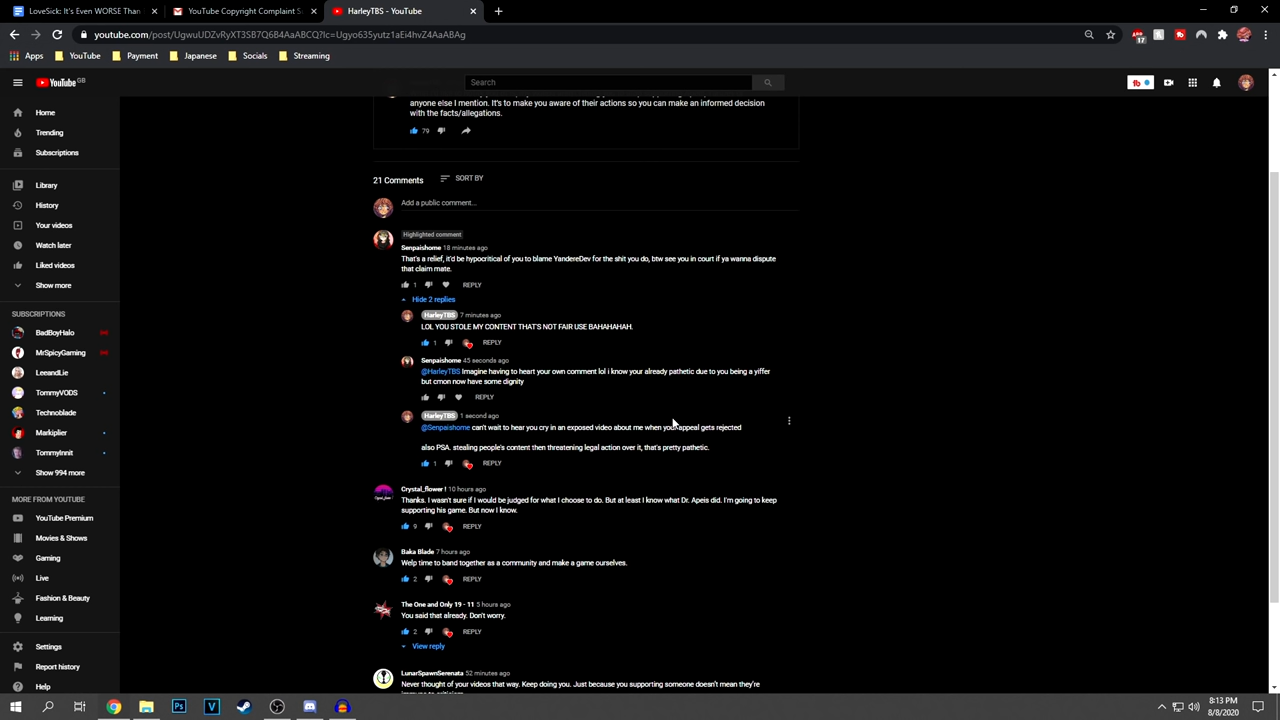 LoveSick: It's Even WORSE Than
YouTube Copyright Complaint S
HarleyTBS - YouTube
youtube.com/post/UgwuUDZvRyXT3SB7Q6B4AaABCQ?lc=Ugyo635yutz1aEi4hvZ4AaABAg
17
Apps
YouTube
Payment
Japanese
Socials
Streaming
YouTube GB
Search
fb
Home
Trending
Subscriptions
Library
History
Your videos
Watch later
Liked videos
Show more
SUBSCRIPTIONS
BadBoyHalo
MrSpicyGaming
LeeandLie
TommyVODS
Technoblade
Markiplier
TommyInnit
Show 994 more
MORE FROM YOUTUBE
YouTube Premium
Movies & Shows
Gaming
Live
Fashion & Beauty
Learning
Settings
Report history
Help
anyone else I mention. It's to make you aware of their actions so you can make an informed decision
with the facts/allegations.
79
21 Comments
SORT BY
Add a public comment...
Highlighted comment
Senpaishome 18 minutes ago
That's a relief, it'd be hypocritical of you to blame YandereDev for the shit you do, btw see you in court if ya wanna dispute
that claim mate.
1 REPLY
Hide 2 replies
HarleyTBS 7 minutes ago
LOL YOU STOLE MY CONTENT THAT'S NOT FAIR USE BAHAHAHAH.
1 REPLY
Senpaishome 45 seconds ago
@HarleyTBS Imagine having to heart your own comment lol i know your already pathetic due to you being a yiffer
but cmon now have some dignity
REPLY
HarleyTBS 1 second ago
@Senpaishome can't wait to hear you cry in an exposed video about me when your appeal gets rejected
also PSA. stealing people's content then threatening legal action over it, that's pretty pathetic.
1 REPLY
Crystal_flower ! 10 hours ago
Thanks. I wasn't sure if I would be judged for what I choose to do. But at least I know what Dr. Apeis did. I'm going to keep
supporting his game. But now I know.
9 REPLY
Baka Blade 7 hours ago
Welp time to band together as a community and make a game ourselves.
2 REPLY
The One and Only 19 - 11 5 hours ago
You said that already. Don't worry.
2 REPLY
View reply
LunarSpawnSerenata 52 minutes ago
Never thought of your videos that way. Keep doing you. Just because you supporting someone doesn't mean they're
8:13 PM
8/8/2020